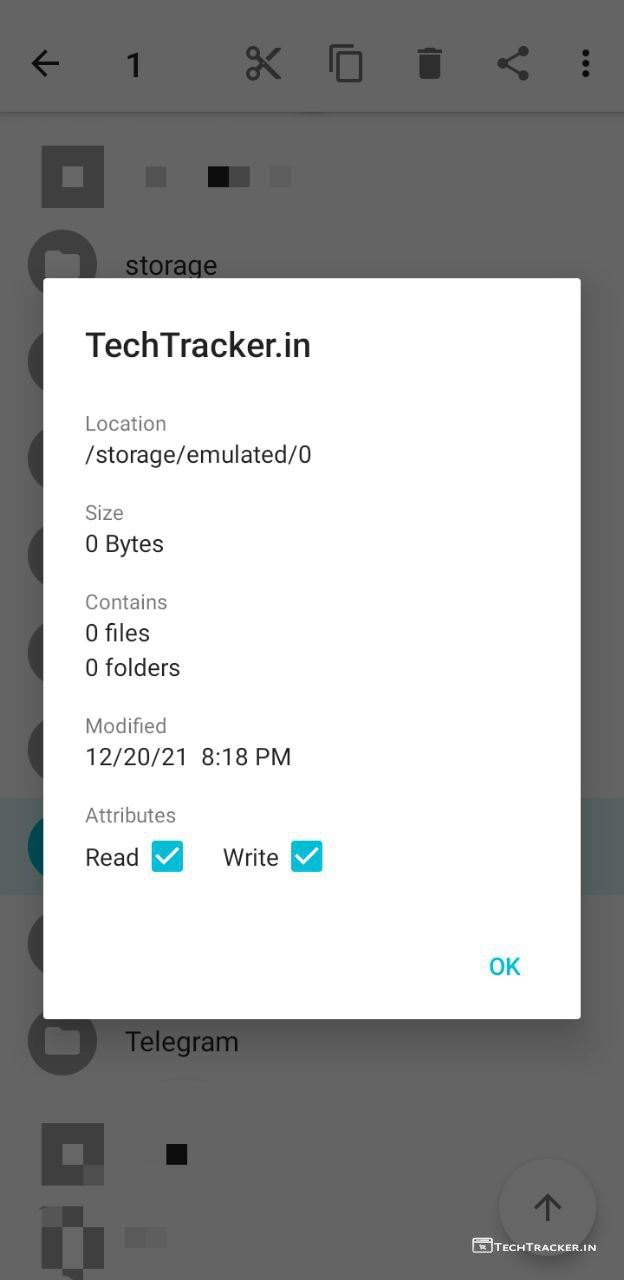 1
storage
TechTracker.in
Location
/storage/emulated/0
Size
0 Bytes
Contains
0 files
0 folders
Modified
12/20/21 8:18 PM
Attributes
Read Write
OK
Telegram
TechTracker.in